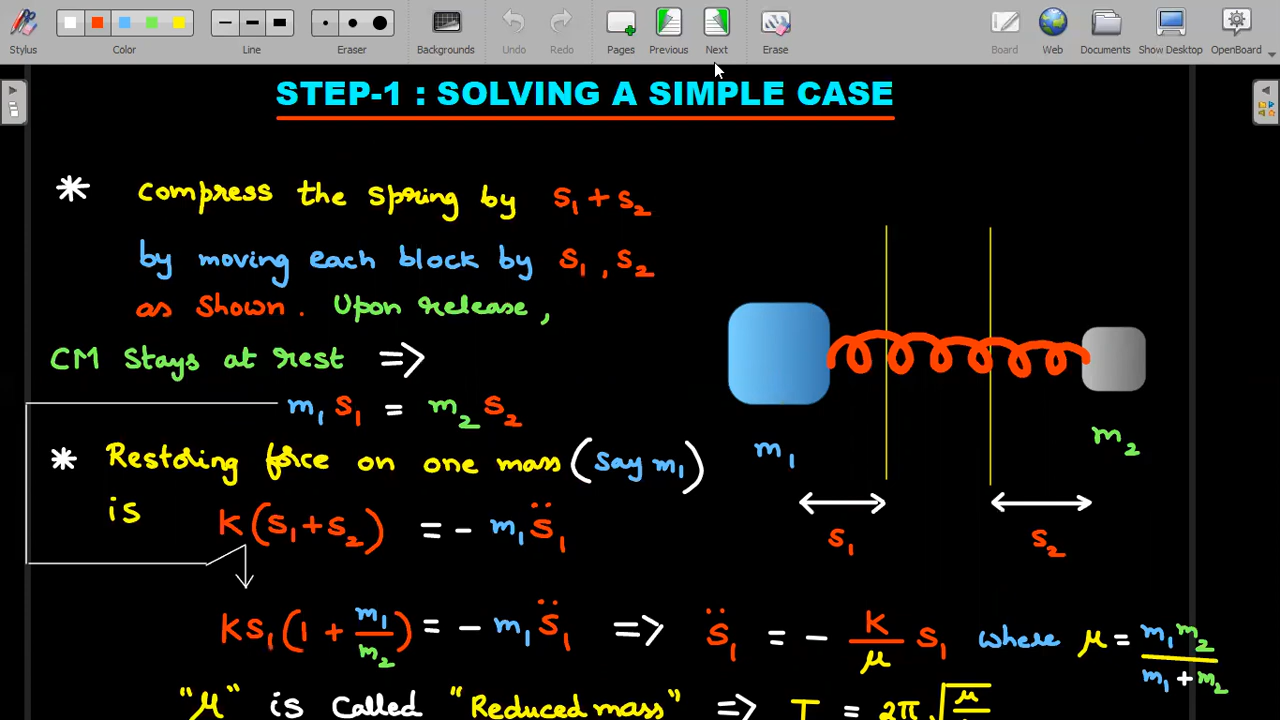 Stylus
Color
Line
Eraser
Backgrounds
Undo
Redo
Pages
Previous
Next
Erase
Board
Web
Documents
Show Desktop
OpenBoard
STEP-1 : SOLVING A SIMPLE CASE
* compress the spring by s₁ + s₂
by moving each block by s₁ , s₂
as shown. Upon release,
CM stays at rest =>
m₁ s₁ = m₂ s₂
* Restoring force on one mass (say m₁)
is K(s₁+s₂) = - m₁ s̈₁
Ks₁(1 + m₁/m₂) = - m₁ s̈₁ => s̈₁ = - K/μ s₁ where μ = m₁m₂/m₁+m₂
"μ" is called "Reduced mass" => T = 2π√μ
m₁
m₂
s₁
s₂